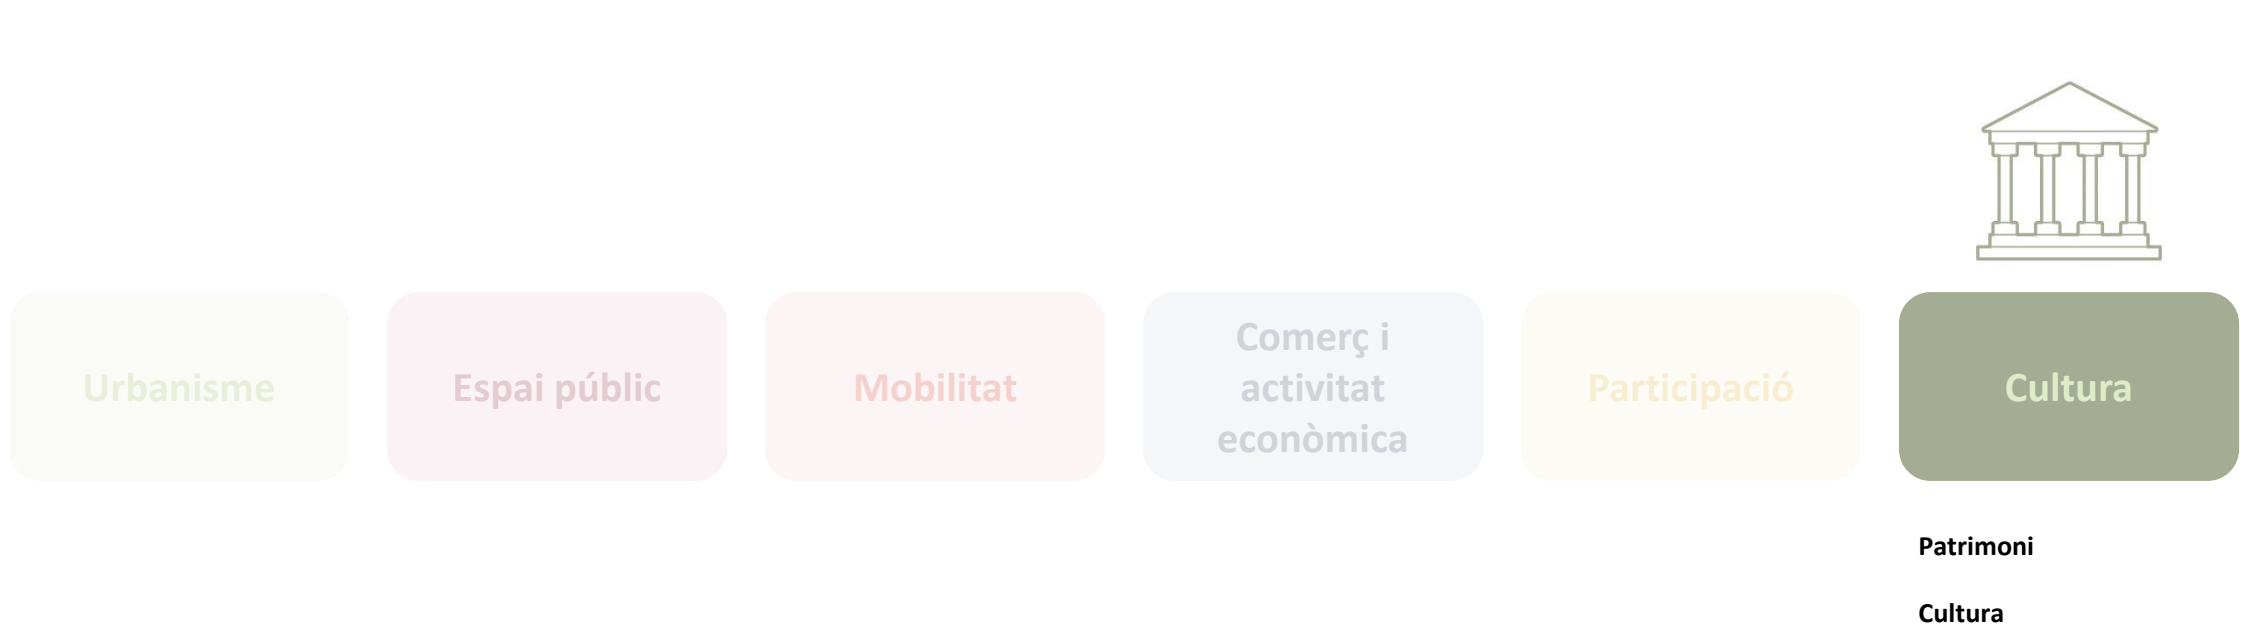 Urbanisme
Espai públic
Mobilitat
Comerç i
activitat
econòmica
Participació
Cultura
Patrimoni
Cultura